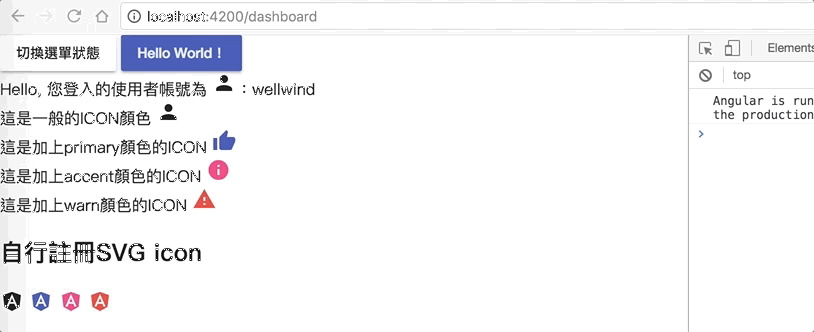 localhost:4200/dashboard
切換選單狀態 Hello World！
Elements
top
Hello, 您登入的使用者帳號為 ：wellwind
Angular is run
the production
這是一般的ICON顏色
這是加上primary顏色的ICON
這是加上accent顏色的ICON
這是加上warn顏色的ICON
自行註冊SVG icon
A A A A